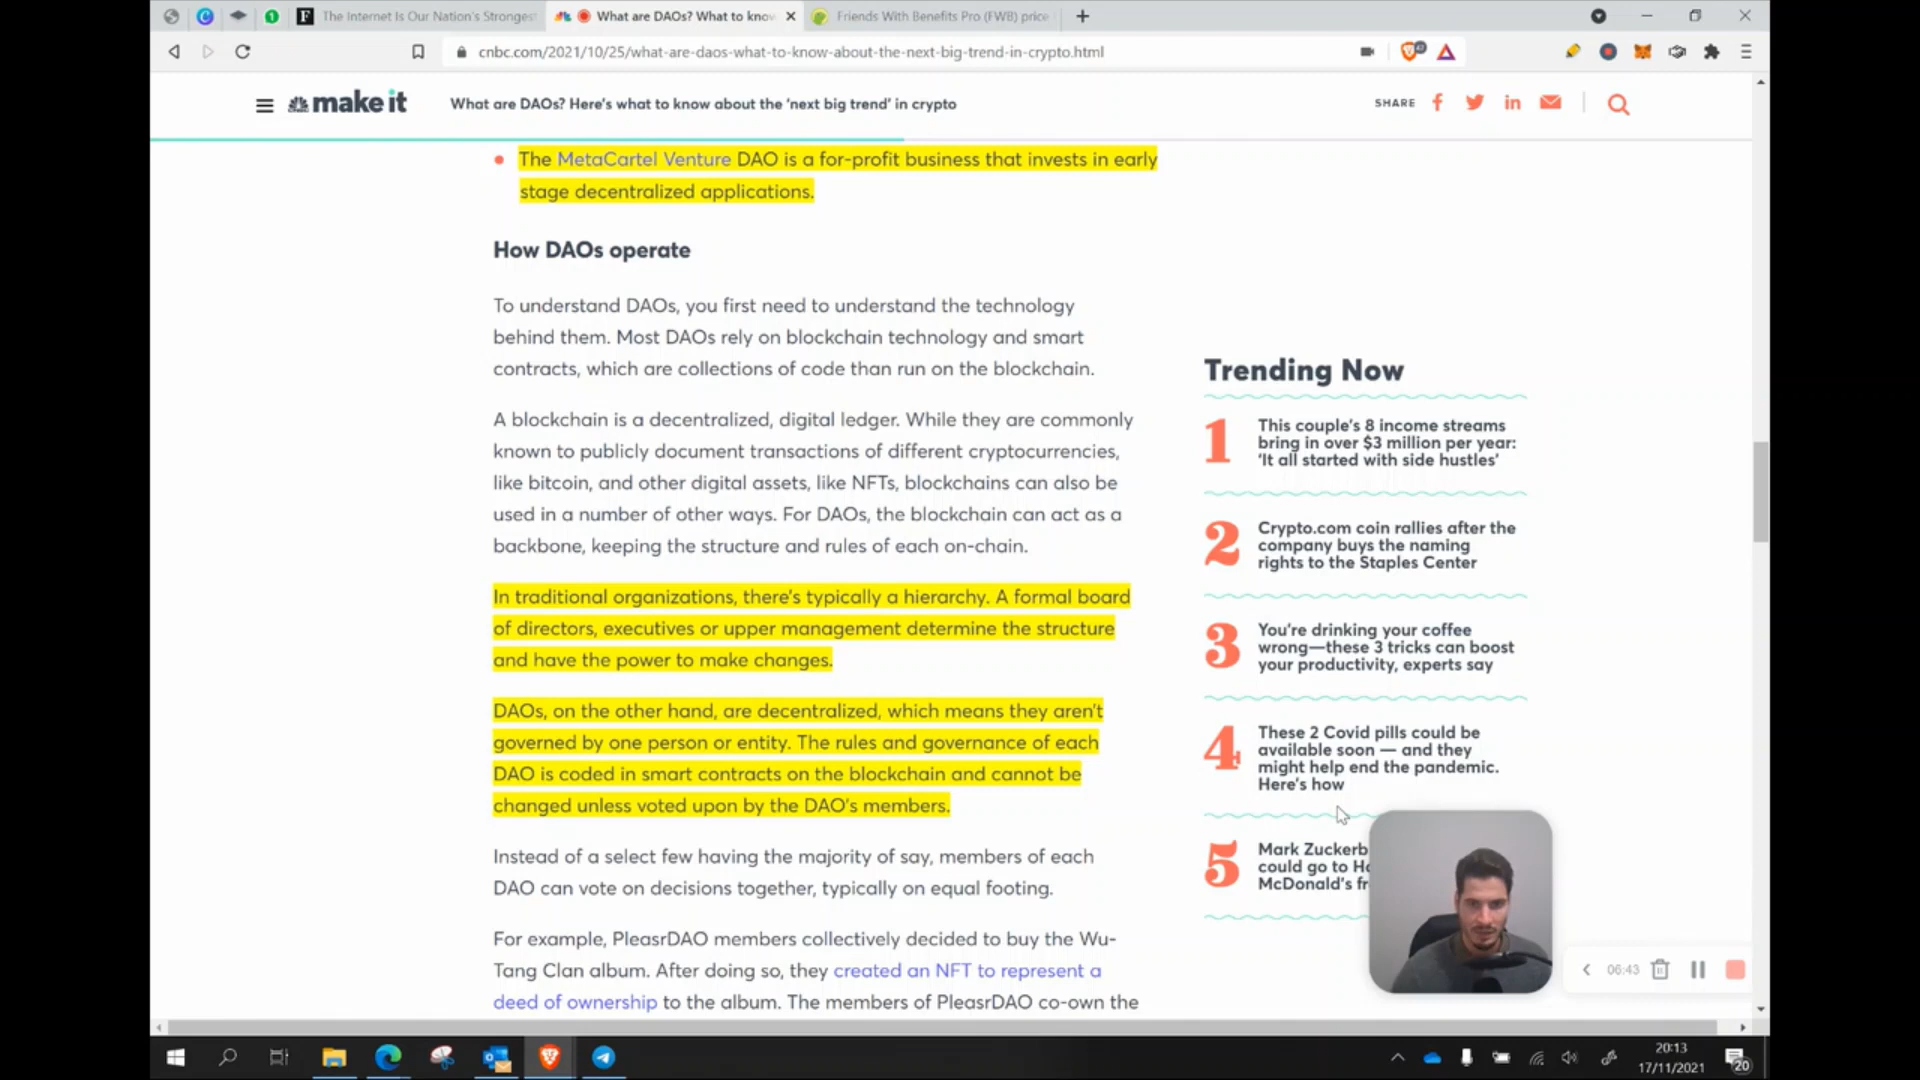 The Internet Is Our Nation's Strongest
What are DAOs? What to know
Friends With Benefits Pro (FWB) price
cnbc.com/2021/10/25/what-are-daos-what-to-know-about-the-next-big-trend-in-crypto.html
make it
What are DAOs? Here's what to know about the 'next big trend' in crypto
SHARE
The MetaCartel Venture DAO is a for-profit business that invests in early
stage decentralized applications.
How DAOs operate
To understand DAOs, you first need to understand the technology
behind them. Most DAOs rely on blockchain technology and smart
contracts, which are collections of code than run on the blockchain.
A blockchain is a decentralized, digital ledger. While they are commonly
known to publicly document transactions of different cryptocurrencies,
like bitcoin, and other digital assets, like NFTs, blockchains can also be
used in a number of other ways. For DAOs, the blockchain can act as a
backbone, keeping the structure and rules of each on-chain.
In traditional organizations, there's typically a hierarchy. A formal board
of directors, executives or upper management determine the structure
and have the power to make changes.
DAOs, on the other hand, are decentralized, which means they aren't
governed by one person or entity. The rules and governance of each
DAO is coded in smart contracts on the blockchain and cannot be
changed unless voted upon by the DAO's members.
Instead of a select few having the majority of say, members of each
DAO can vote on decisions together, typically on equal footing.
For example, PleasrDAO members collectively decided to buy the Wu-
Tang Clan album. After doing so, they created an NFT to represent a
deed of ownership to the album. The members of PleasrDAO co-own the
Trending Now
1
This couple's 8 income streams
bring in over $3 million per year:
'It all started with side hustles'
2
Crypto.com coin rallies after the
company buys the naming
rights to the Staples Center
3
You're drinking your coffee
wrong—these 3 tricks can boost
your productivity, experts say
4
These 2 Covid pills could be
available soon — and they
might help end the pandemic.
Here's how
5
Mark Zuckerb
could go to Ha
McDonald's fr
06:43
20:13
17/11/2021
20